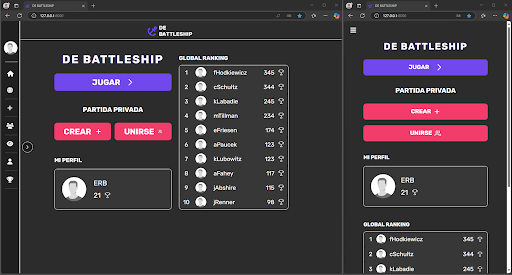 DE BATTLESHIP
127.0.0.1:8000
DE
BATTLESHIP
DE BATTLESHIP
JUGAR
PARTIDA PRIVADA
CREAR
UNIRSE
MI PERFIL
ERB
21
GLOBAL RANKING
1 fHodkiewicz 345
2 cSchultz 344
3 kLabadie 245
4 mTillman 234
5 eFriesen 174
6 aPaucek 123
7 kLubowitz 123
8 aFahey 117
9 jAbshire 115
10 jRenner 98
DE BATTLESHIP
127.0.0.1:8000
DE BATTLESHIP
JUGAR
PARTIDA PRIVADA
CREAR
UNIRSE
MI PERFIL
ERB
21
GLOBAL RANKING
1 fHodkiewicz 345
2 cSchultz 344
3 kLabadie 245